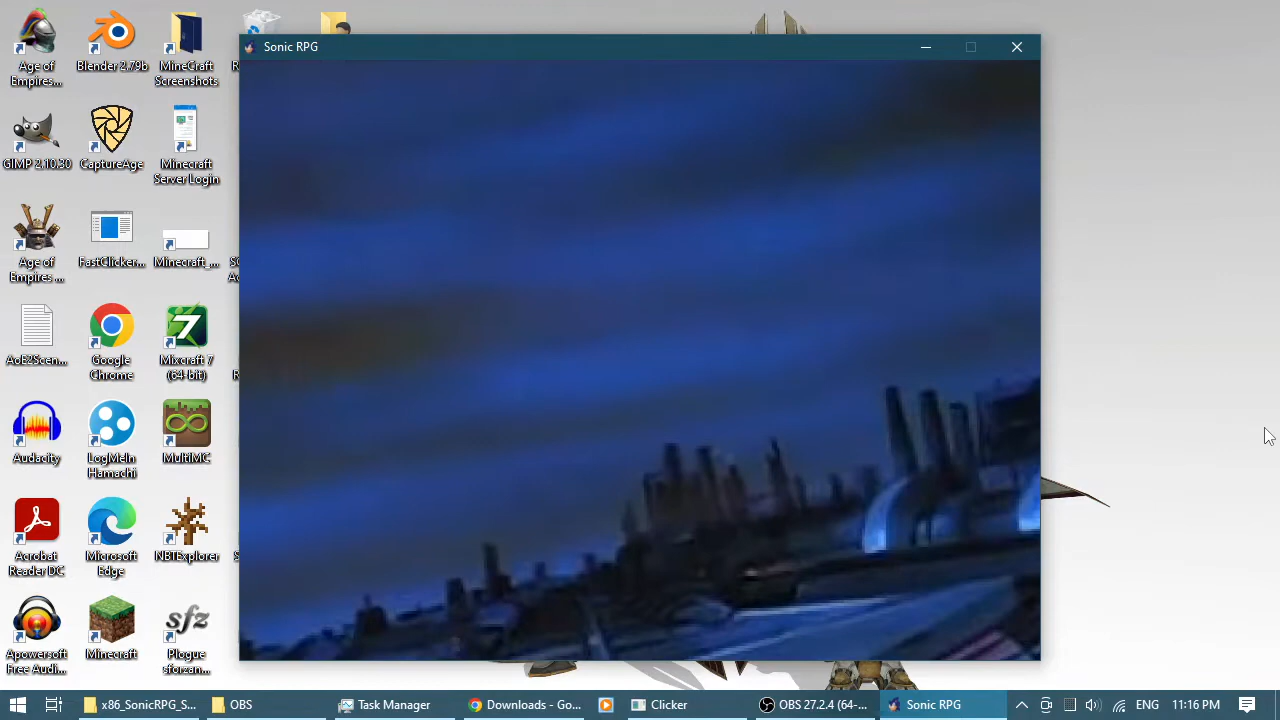 Sonic RPG
Age of
Empires...
Blender 2.79b
MineCraft
Screenshots
R
GIMP 2.10.30
CaptureAge
Minecraft
Server Login
Age of
Empires ...
FastClicker...
Minecraft_...
AoE2Scen...
Google
Chrome
Mixcraft 7
(64-bit)
Audacity
LogMeIn
Hamachi
MultiMC
Acrobat
Reader DC
Microsoft
Edge
NBTExplorer
Apowersoft
Free Audi...
Minecraft
sfz
Plogue
sforzan...
x86_SonicRPG_S...
OBS
Task Manager
Downloads - Go...
Clicker
OBS 27.2.4 (64-...
Sonic RPG
ENG
11:16 PM